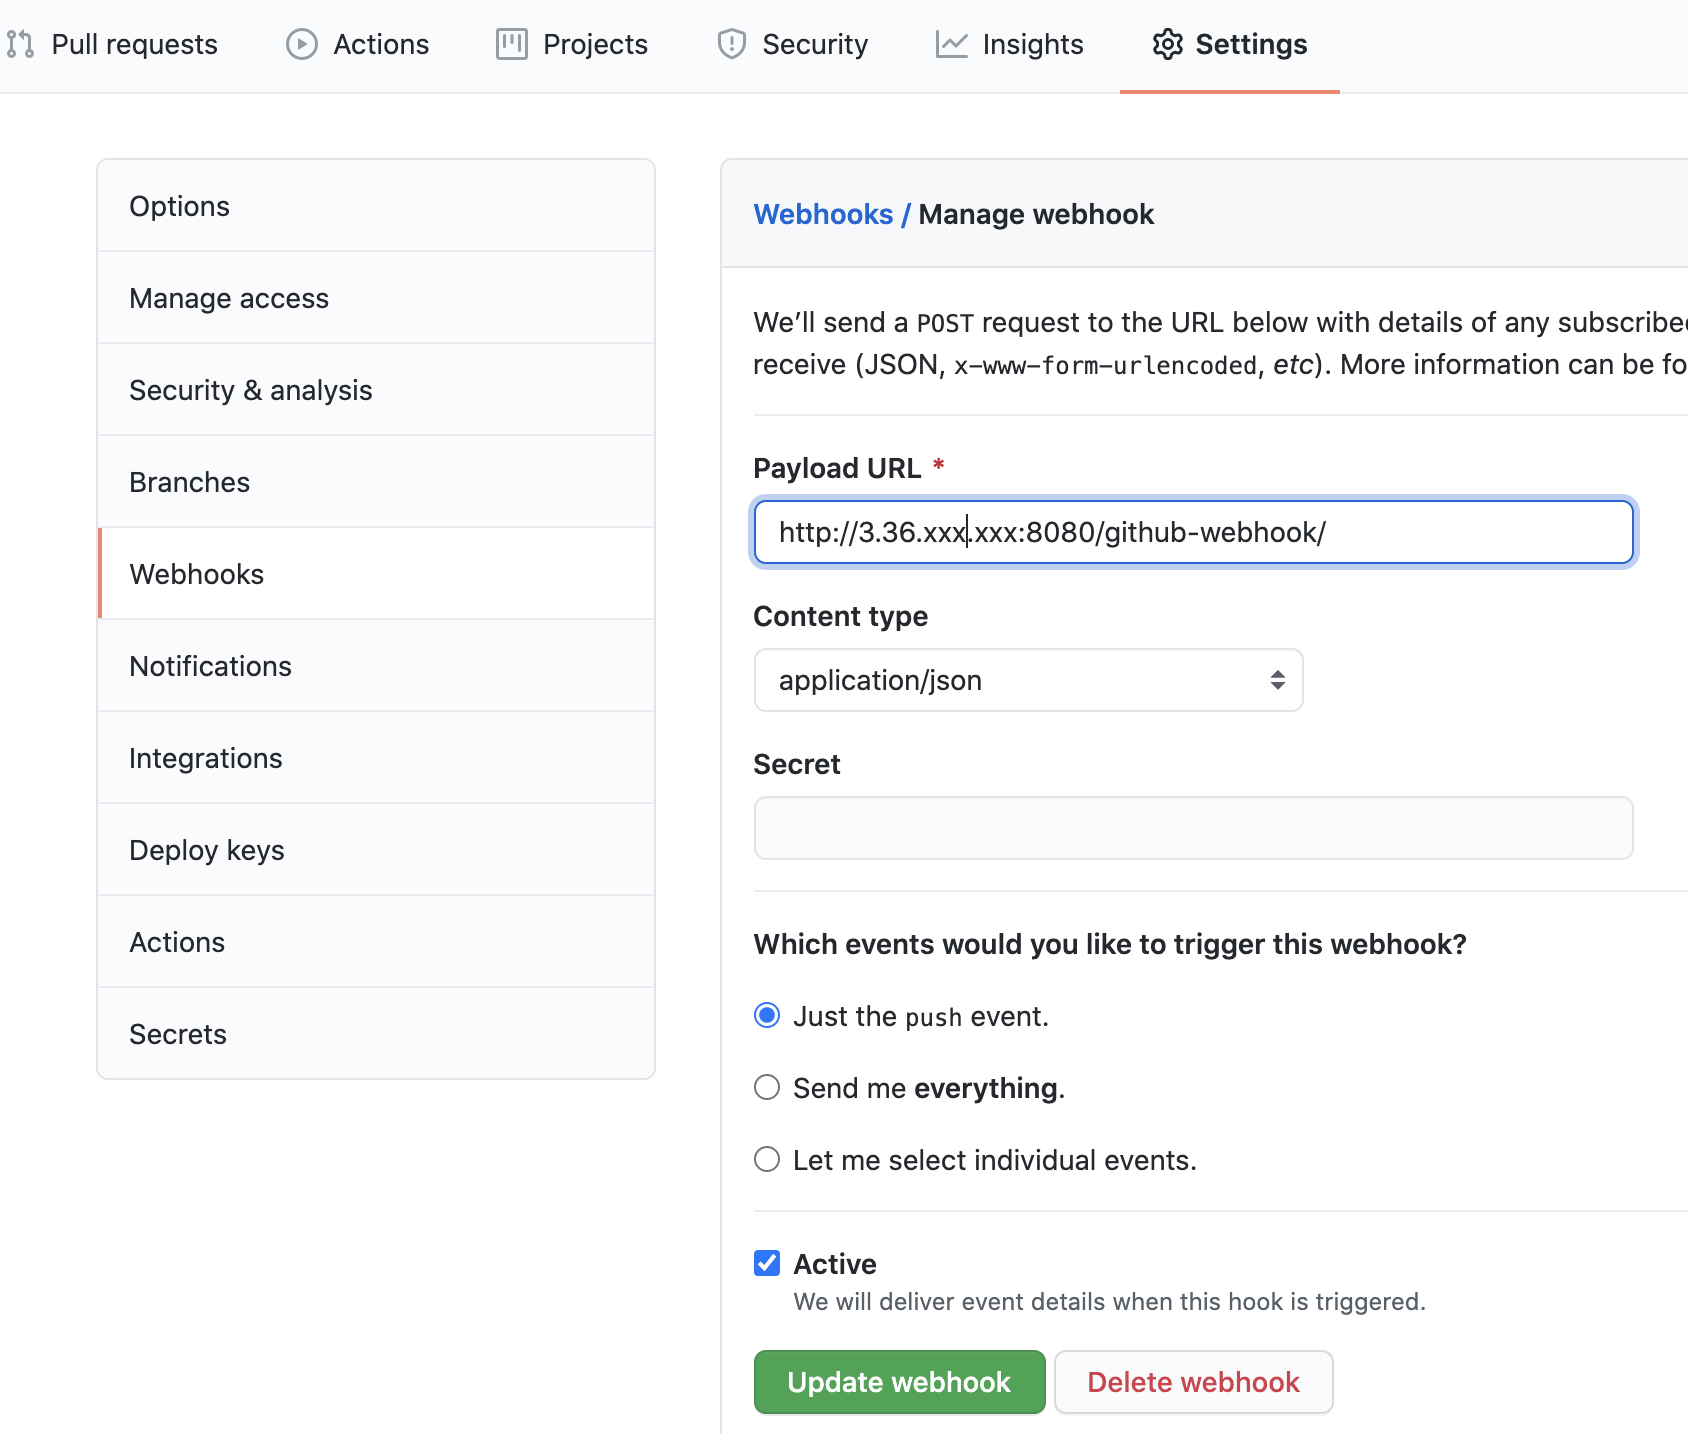 Pull requests Actions Projects Security Insights Settings
Options
Manage access
Security & analysis
Branches
Webhooks
Notifications
Integrations
Deploy keys
Actions
Secrets
Webhooks / Manage webhook
We’ll send a POST request to the URL below with details of any
receive (JSON, x-www-form-urlencoded, etc). More information can be
Payload URL *
http://3.36.xxx.xxx:8080/github-webhook/
Content type
application/json
Secret
Which events would you like to trigger this webhook?
Just the push event.
Send me everything.
Let me select individual events.
Active
We will deliver event details when this hook is triggered.
Update webhook Delete webhook